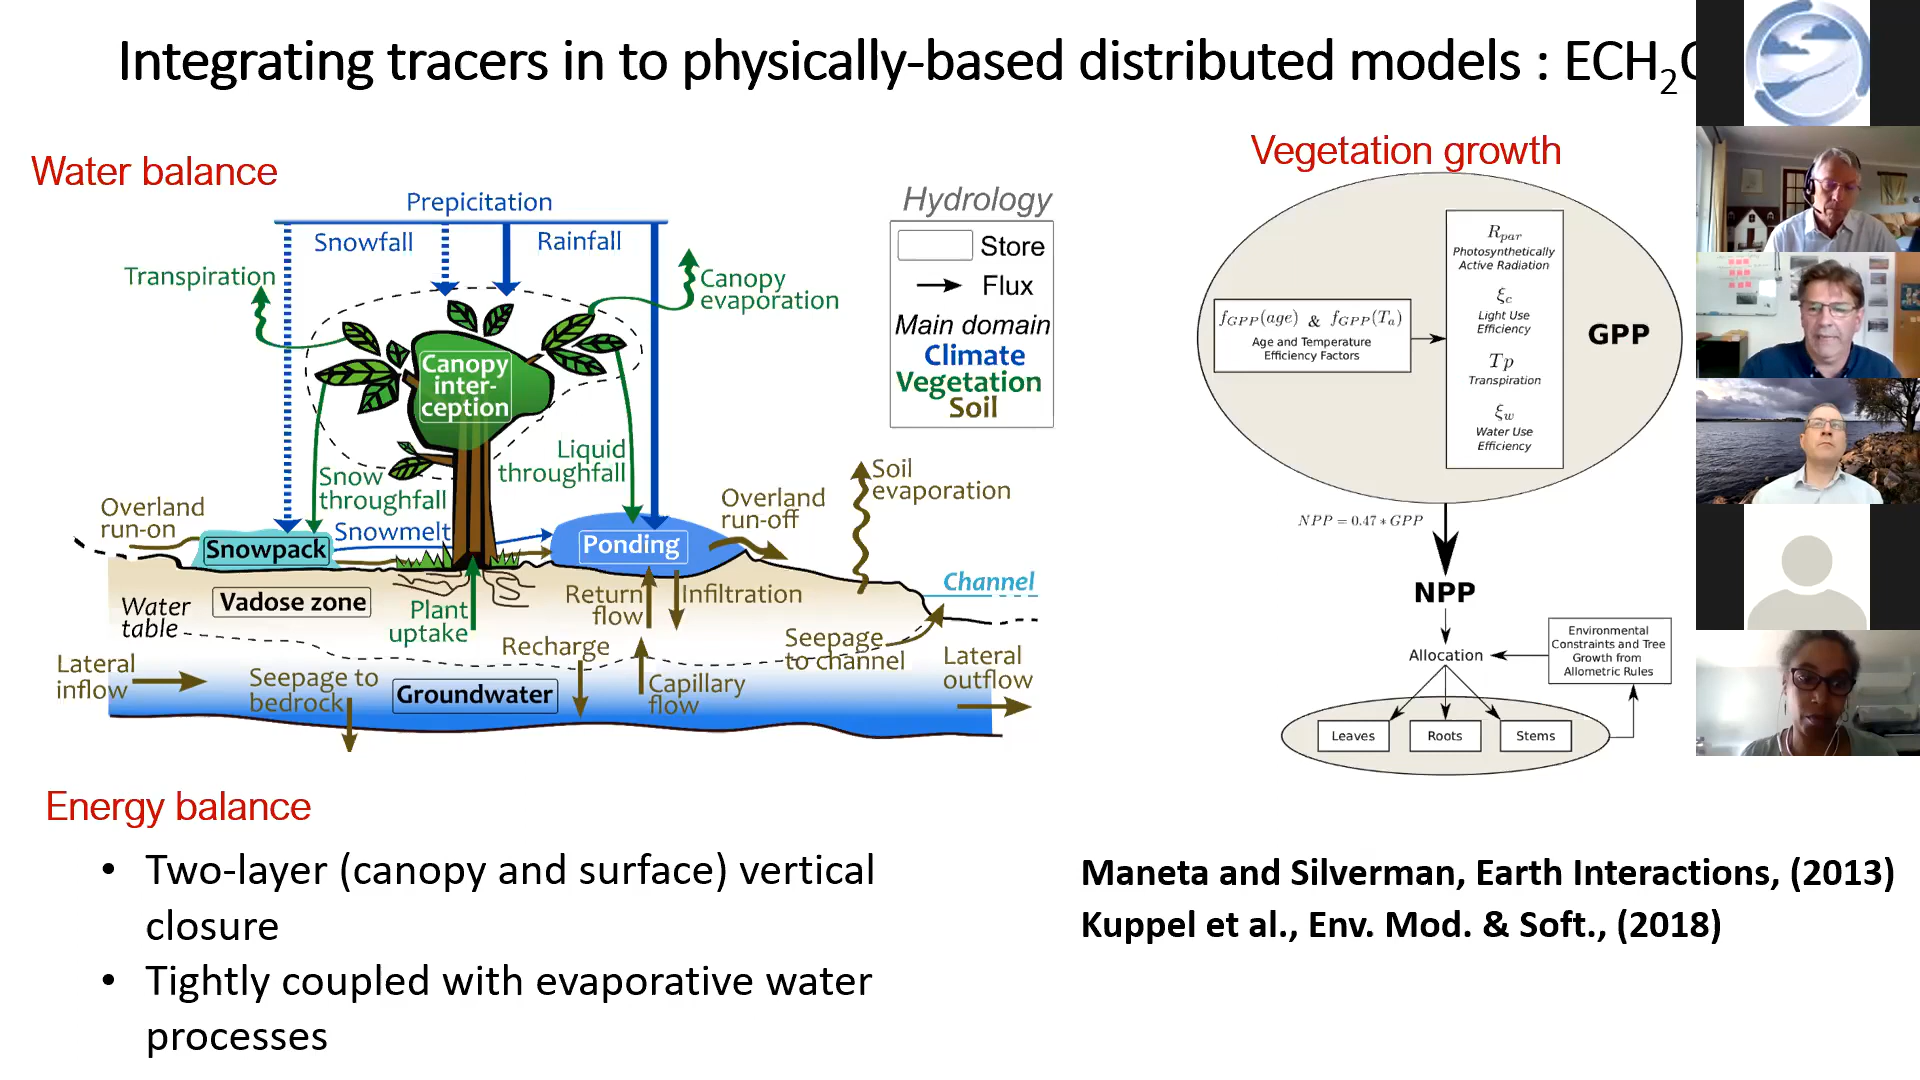 Integrating tracers in to physically-based distributed models : ECH2
Water balance
Prepicitation
Snowfall
Rainfall
Transpiration
Canopy
evaporation
Canopy
inter-
ception
Liquid
throughfall
Snow
throughfall
Overland
run-on
Snowpack
Snowmelt
Ponding
Overland
run-off
Soil
evaporation
Channel
Water
table
Vadose zone
Plant
uptake
Return
flow
Infiltration
Recharge
Seepage
to channel
Lateral
inflow
Seepage to
bedrock
Groundwater
Capillary
flow
Lateral
outflow
Hydrology
Store
Flux
Main domain
Climate
Vegetation
Soil
Vegetation growth
fGPP(age) & fGPP(Ta)
Age and Temperature
Efficiency Factors
Rpar
Photosynthetically
Active Radiation
ξc
Light Use
Efficiency
Tp
Transpiration
ξw
Water Use
Efficiency
GPP
NPP = 0.47 * GPP
NPP
Allocation
Environmental
Constraints and Tree
Growth from
Allometric Rules
Leaves
Roots
Stems
Energy balance
• Two-layer (canopy and surface) vertical
closure
• Tightly coupled with evaporative water
processes
Maneta and Silverman, Earth Interactions, (2013)
Kuppel et al., Env. Mod. & Soft., (2018)